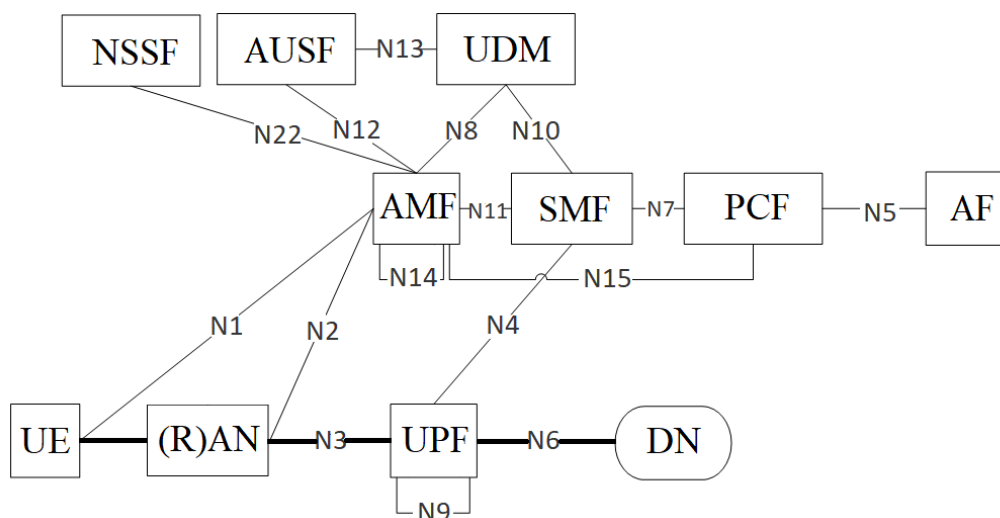 NSSF
AUSF
N13
UDM
N22
N12
N8
N10
AMF
N11
SMF
N7
PCF
N5
AF
N14
N15
N1
N2
N4
UE
(R)AN
N3
UPF
N6
DN
N9